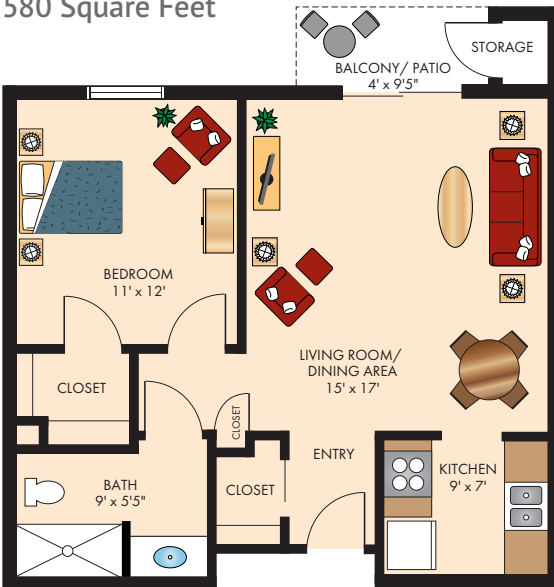 580 Square Feet
STORAGE
BALCONY/ PATIO
4' x 9'5"
BEDROOM
11' x 12'
LIVING ROOM/
DINING AREA
15' x 17'
CLOSET
CLOSET
ENTRY
KITCHEN
9' x 7'
BATH
9' x 5'5"
CLOSET